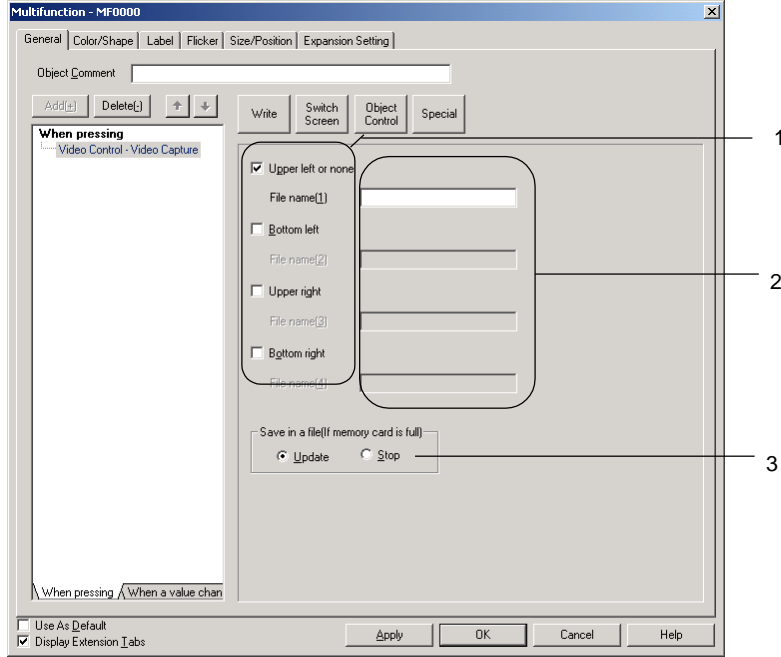 Multifunction - MF0000
General Color/Shape Label Flicker Size/Position Expansion Setting
Object Comment
Add(+) Delete(-)
Write Switch Screen Object Control Special
When pressing
Video Control - Video Capture
1
Upper left or none
File name(1)
Bottom left
File name(2)
2
Upper right
File name(3)
Bottom right
File name(4)
Save in a file(If memory card is full)
Update Stop
3
When pressing When a value chan
Use As Default
Display Extension Tabs
Apply OK Cancel Help